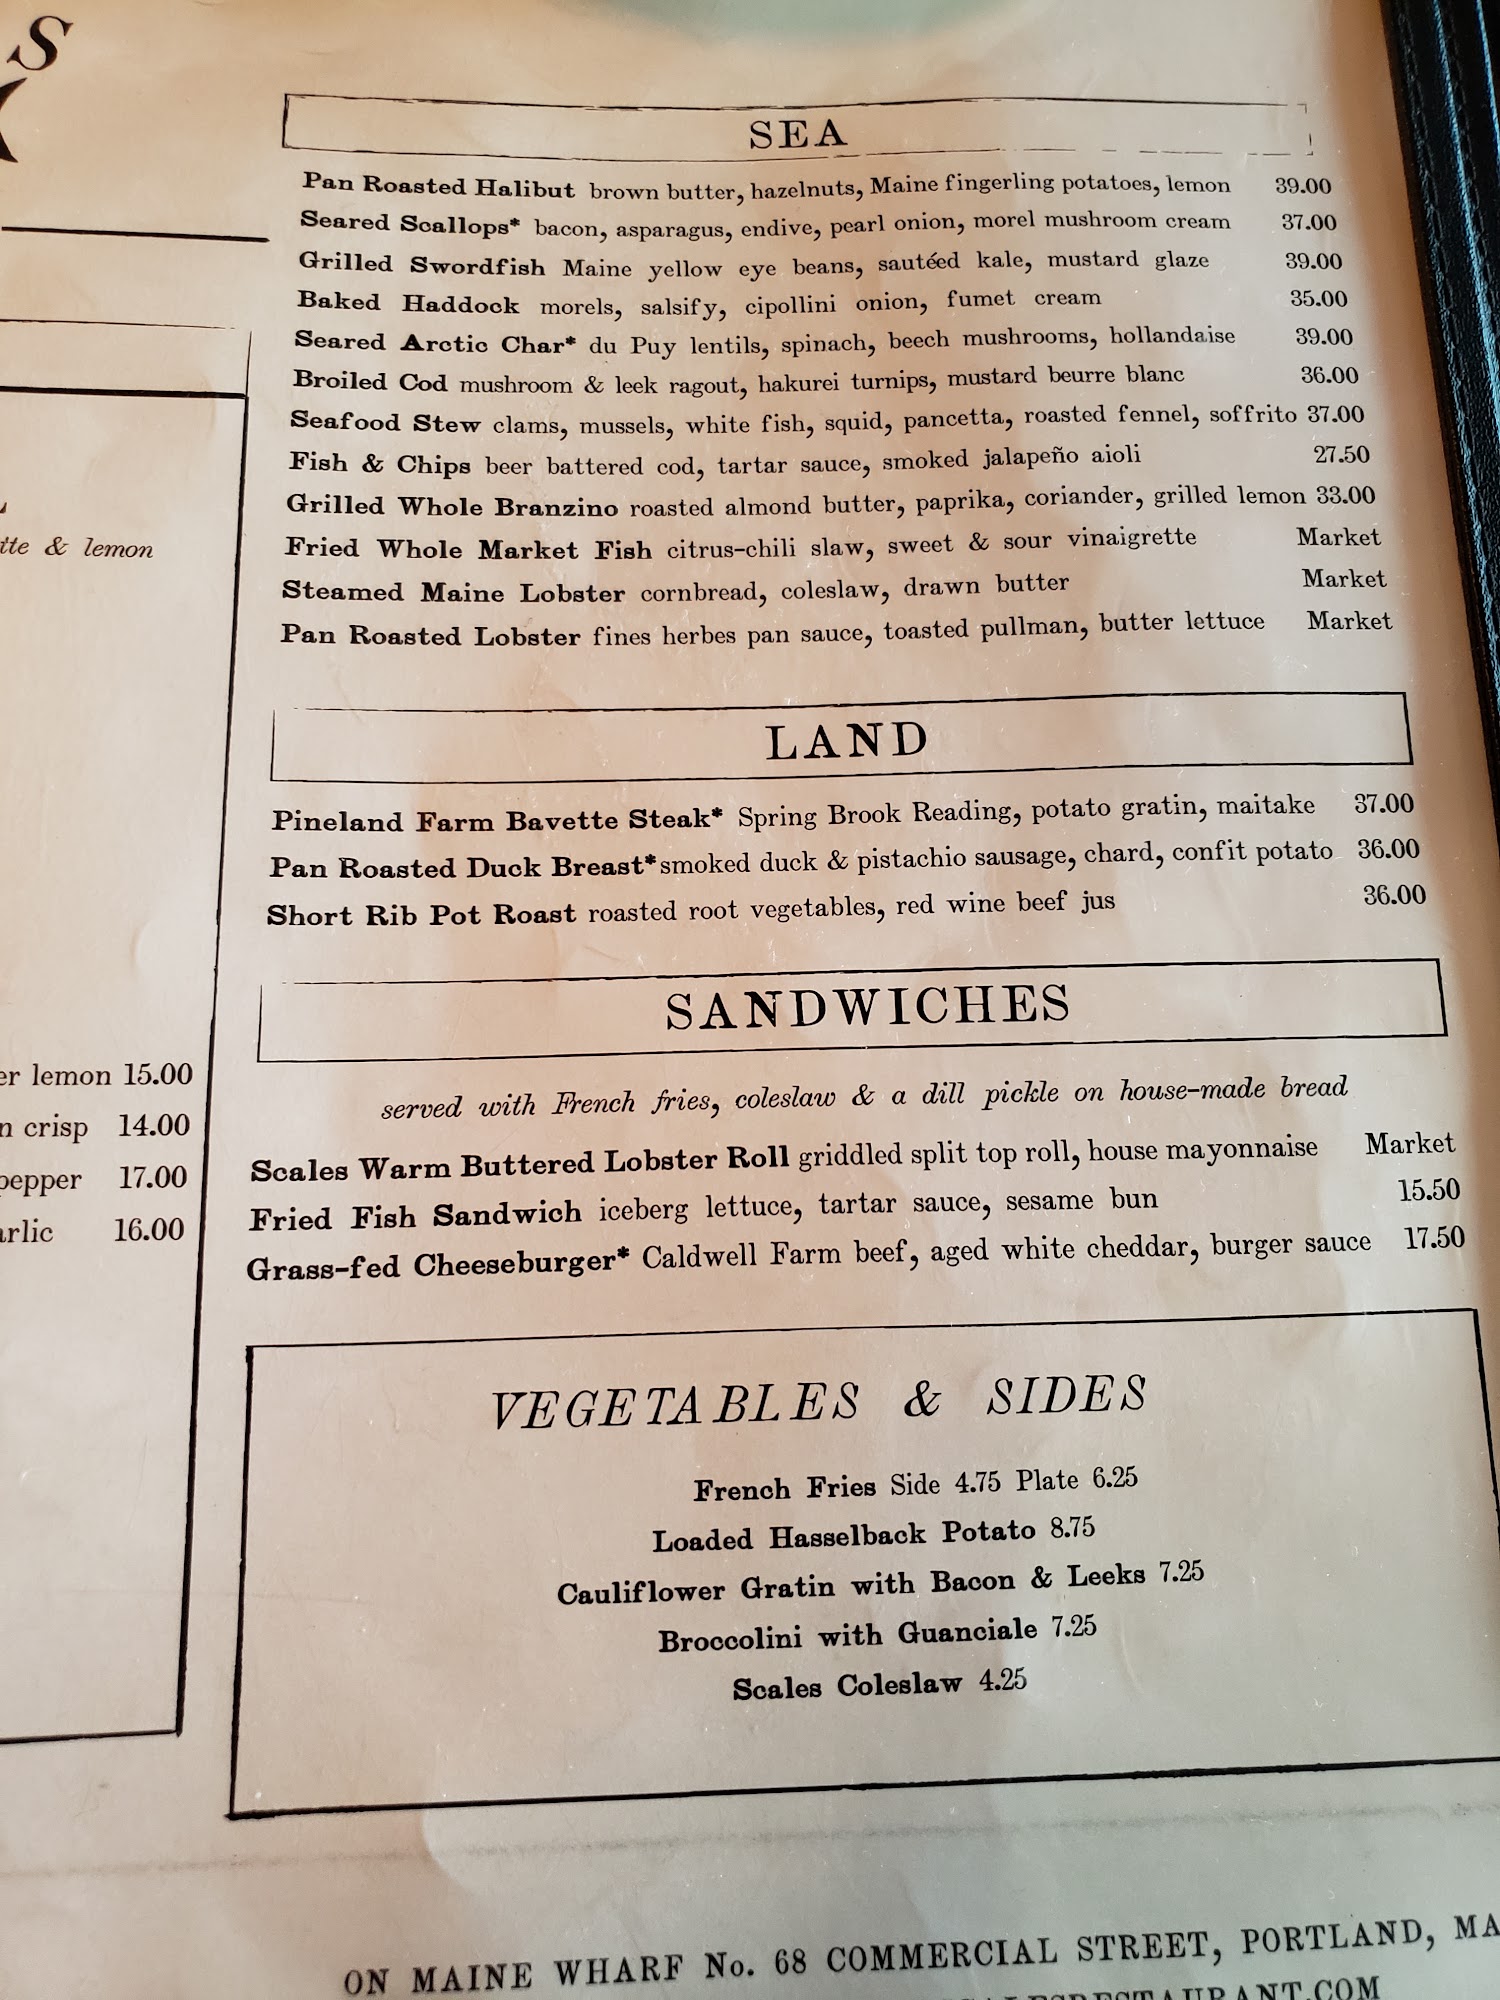 S
SEA
Pan Roasted Halibut brown butter, hazelnuts, Maine fingerling potatoes, lemon 39.00
Seared Scallops* bacon, asparagus, endive, pearl onion, morel mushroom cream 37.00
Grilled Swordfish Maine yellow eye beans, sautéed kale, mustard glaze 39.00
Baked Haddock morels, salsify, cipollini onion, fumet cream 35.00
Seared Arctic Char* du Puy lentils, spinach, beech mushrooms, hollandaise 39.00
Broiled Cod mushroom & leek ragout, hakurei turnips, mustard beurre blanc 36.00
Seafood Stew clams, mussels, white fish, squid, pancetta, roasted fennel, soffrito 37.00
Fish & Chips beer battered cod, tartar sauce, smoked jalapeño aioli 27.50
Grilled Whole Branzino roasted almond butter, paprika, coriander, grilled lemon 33.00
Fried Whole Market Fish citrus-chili slaw, sweet & sour vinaigrette Market
Steamed Maine Lobster cornbread, coleslaw, drawn butter Market
Pan Roasted Lobster fines herbes pan sauce, toasted pullman, butter lettuce Market
LAND
Pineland Farm Bavette Steak* Spring Brook Reading, potato gratin, maitake 37.00
Pan Roasted Duck Breast* smoked duck & pistachio sausage, chard, confit potato 36.00
Short Rib Pot Roast roasted root vegetables, red wine beef jus 36.00
SANDWICHES
served with French fries, coleslaw & a dill pickle on house-made bread
Scales Warm Buttered Lobster Roll griddled split top roll, house mayonnaise Market
Fried Fish Sandwich iceberg lettuce, tartar sauce, sesame bun 15.50
Grass-fed Cheeseburger* Caldwell Farm beef, aged white cheddar, burger sauce 17.50
VEGETABLES & SIDES
French Fries Side 4.75 Plate 6.25
Loaded Hasselback Potato 8.75
Cauliflower Gratin with Bacon & Leeks 7.25
Broccolini with Guanciale 7.25
Scales Coleslaw 4.25
& lemon
lemon 15.00
crisp 14.00
pepper 17.00
16.00
ON MAINE WHARF No. 68 COMMERCIAL STREET, PORTLAND, MA